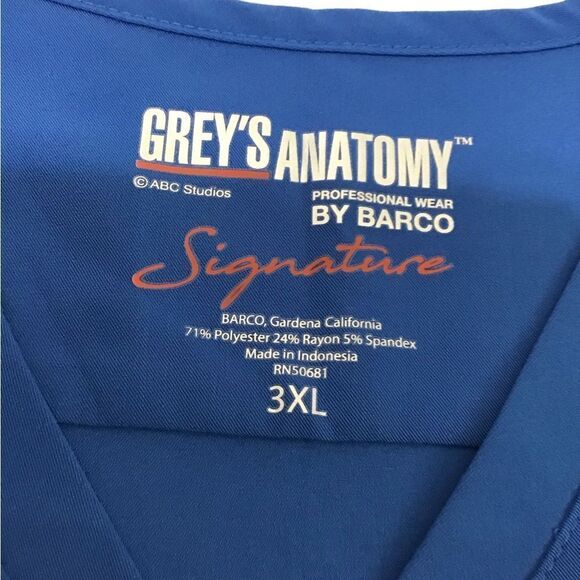 GREY'S ANATOMY™
© ABC Studios
PROFESSIONAL WEAR
BY BARCO
Signature
BARCO, Gardena California
71% Polyester 24% Rayon 5% Spandex
Made in Indonesia
RN50681
3XL